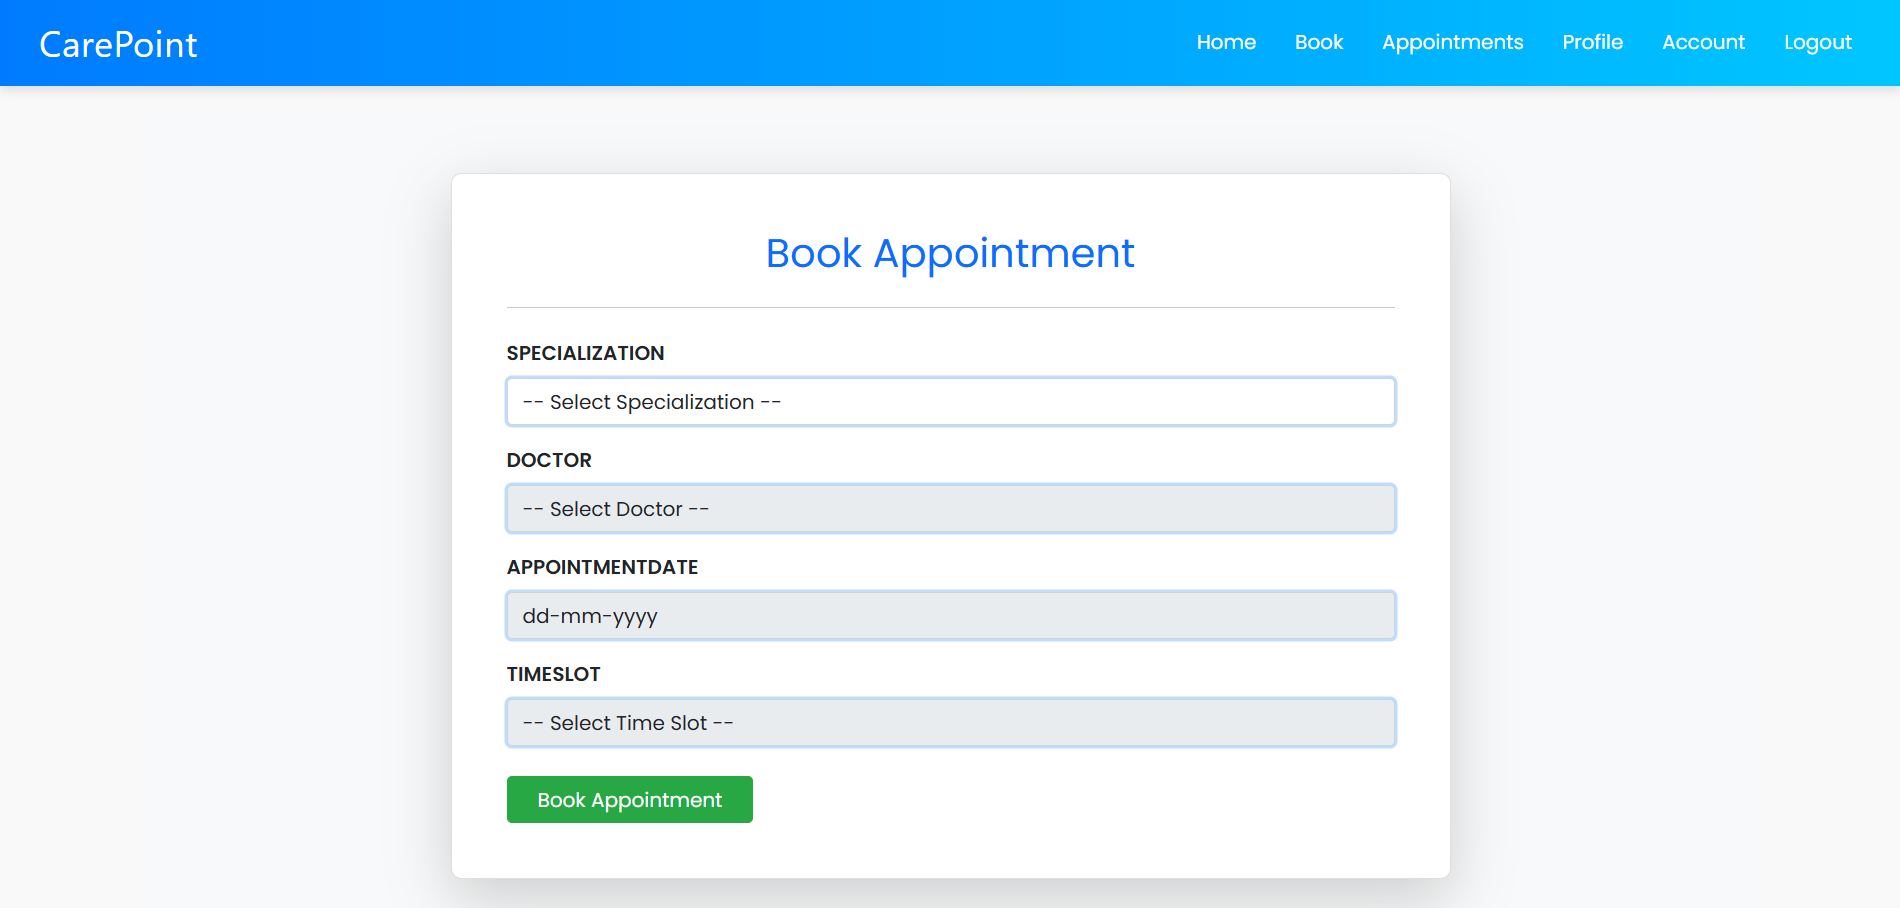 CarePoint
Home Book Appointments Profile Account Logout
Book Appointment
SPECIALIZATION
-- Select Specialization --
DOCTOR
-- Select Doctor --
APPOINTMENTDATE
dd-mm-yyyy
TIMESLOT
-- Select Time Slot --
Book Appointment